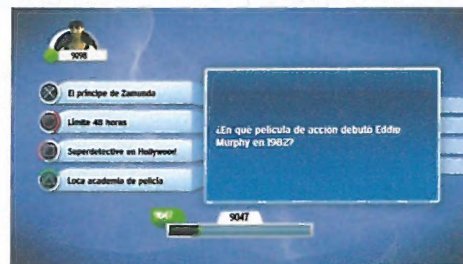 9098
El príncipe de Zamunda
Límite 48 horas
Superdetective en Hollywood
Loca academia de policía
¿En qué película de acción debutó Eddie
Murphy en 1982?
9047